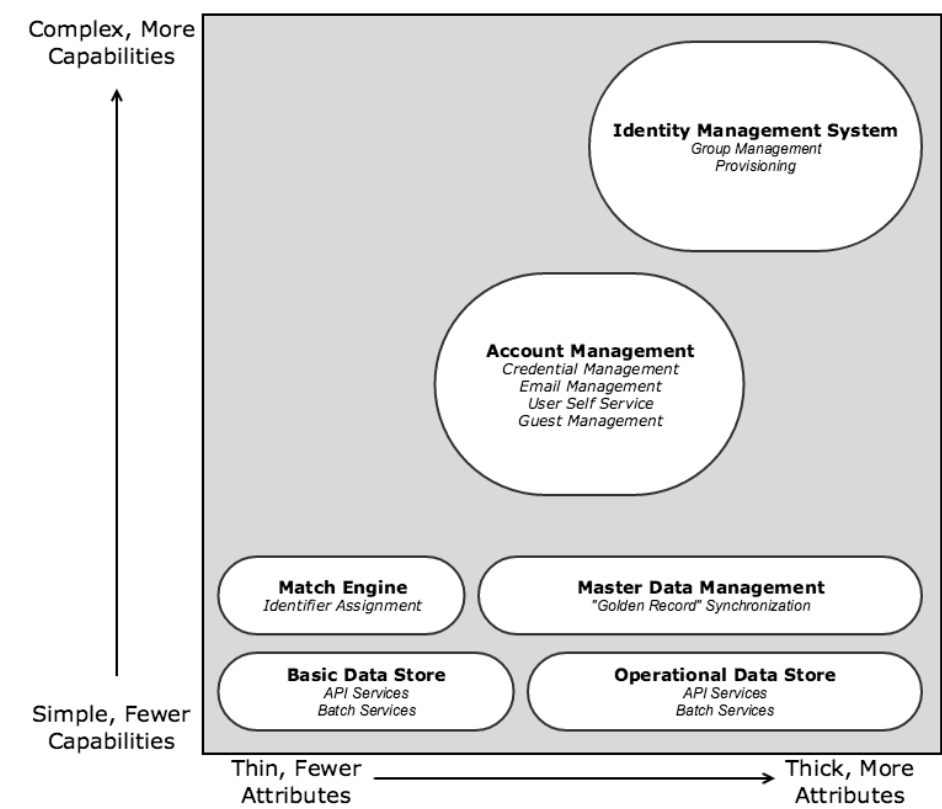 Complex, More
Capabilities
Identity Management System
Group Management
Provisioning
Account Management
Credential Management
Email Management
User Self Service
Guest Management
Match Engine
Identifier Assignment
Master Data Management
"Golden Record" Synchronization
Basic Data Store
API Services
Batch Services
Operational Data Store
API Services
Batch Services
Simple, Fewer
Capabilities
Thin, Fewer
Attributes
Thick, More
Attributes